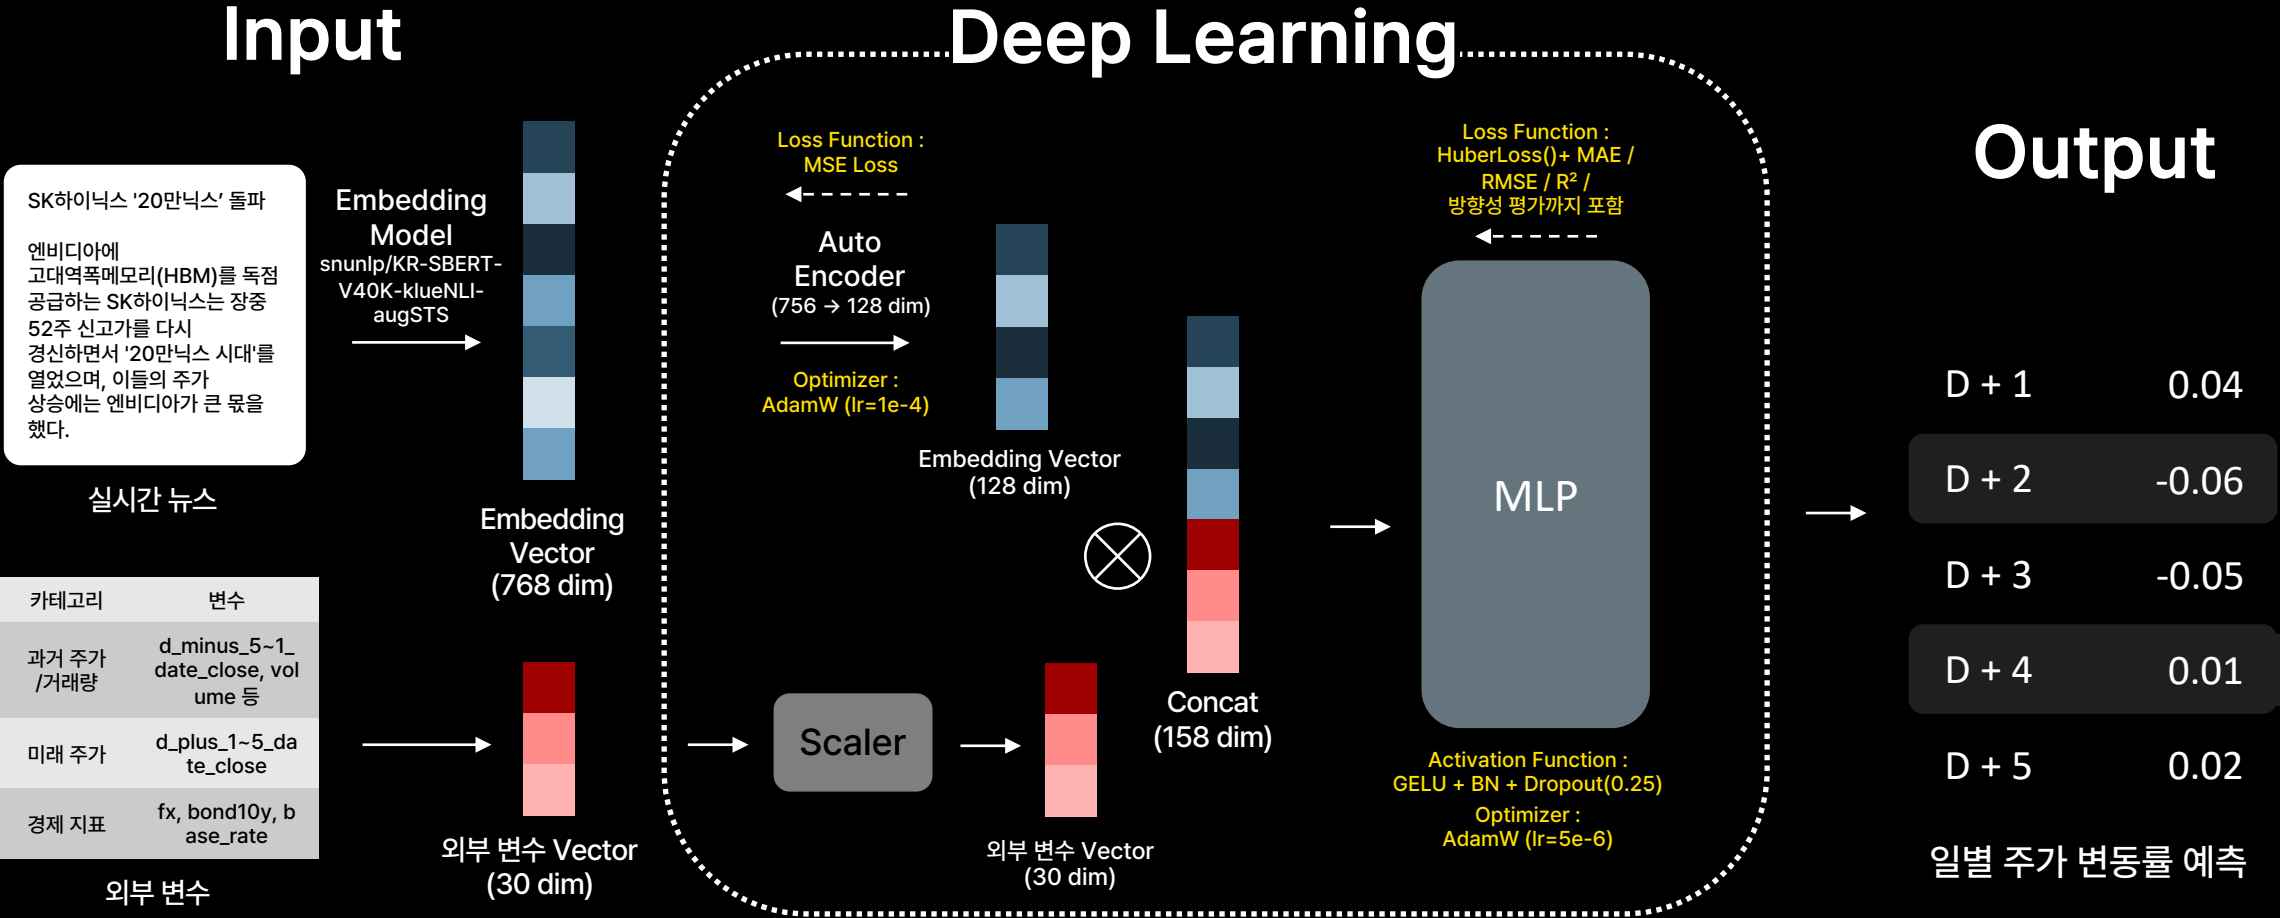 Input
Deep Learning
Output
SK하이닉스 '20만닉스’ 돌파
엔비디아에
고대역폭메모리(HBM)를 독점
공급하는 SK하이닉스는 장중
52주 신고가를 다시
경신하면서 '20만닉스 시대'를
열었으며, 이들의 주가
상승에는 엔비디아가 큰 몫을
했다.
실시간 뉴스
Embedding
Model
snunlp/KR-SBERT-
V40K-klueNLI-
augSTS
Embedding
Vector
(768 dim)
카테고리 변수
과거 주가
/거래량
d_minus_5~1_
date_close, vol
ume 등
미래 주가
d_plus_1~5_da
te_close
경제 지표
fx, bond10y, b
ase_rate
외부 변수
외부 변수 Vector
(30 dim)
Loss Function :
MSE Loss
Auto
Encoder
(756 → 128 dim)
Optimizer :
AdamW (lr=1e-4)
Embedding Vector
(128 dim)
Scaler
외부 변수 Vector
(30 dim)
Concat
(158 dim)
Loss Function :
HuberLoss()+ MAE /
RMSE / R² /
방향성 평가까지 포함
MLP
Activation Function :
GELU + BN + Dropout(0.25)
Optimizer :
AdamW (lr=5e-6)
D + 1 0.04
D + 2 -0.06
D + 3 -0.05
D + 4 0.01
D + 5 0.02
일별 주가 변동률 예측